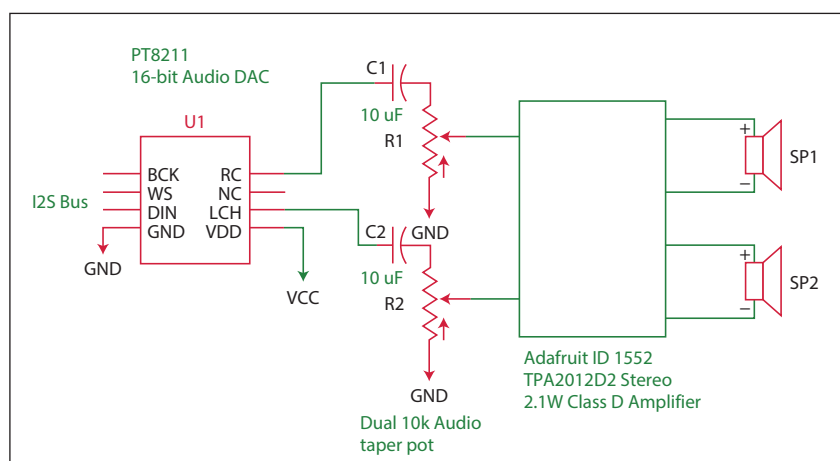 PT8211
16-bit Audio DAC
U1
BCK
WS
DIN
GND
RC
NC
LCH
VDD
I2S Bus
GND
VCC
C1
10 uF
R1
GND
C2
10 uF
R2
GND
Dual 10k Audio
taper pot
+
−
SP1
+
−
SP2
Adafruit ID 1552
TPA2012D2 Stereo
2.1W Class D Amplifier